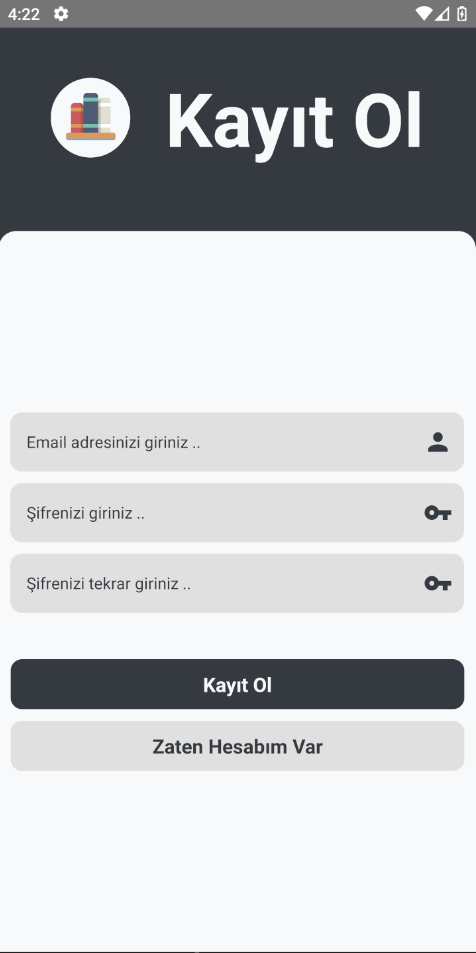 4:22
Kayıt Ol
Email adresinizi giriniz ..
Şifrenizi giriniz ..
Şifrenizi tekrar giriniz ..
Kayıt Ol
Zaten Hesabım Var